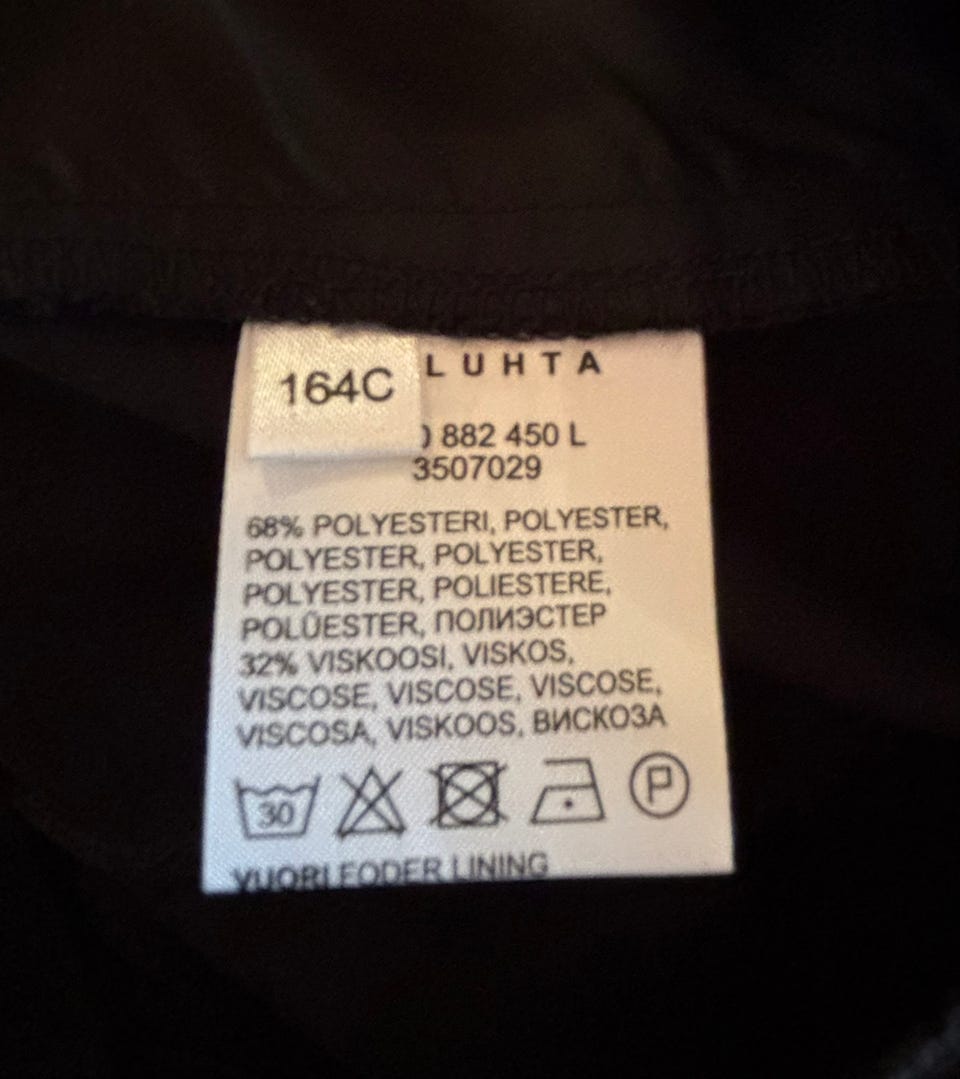 164C
LUHTA
882 450 L
3507029
68% POLYESTERI, POLYESTER,
POLYESTER, POLYESTER,
POLYESTER, POLIESTERE,
POLÜESTER, ПОЛИЭСТЕР
32% VISKOOSI, VISKOS,
VISCOSE, VISCOSE, VISCOSE,
VISCOSA, VISKOOS, ВИСКОЗА
30 P
VUORI FODER LINING